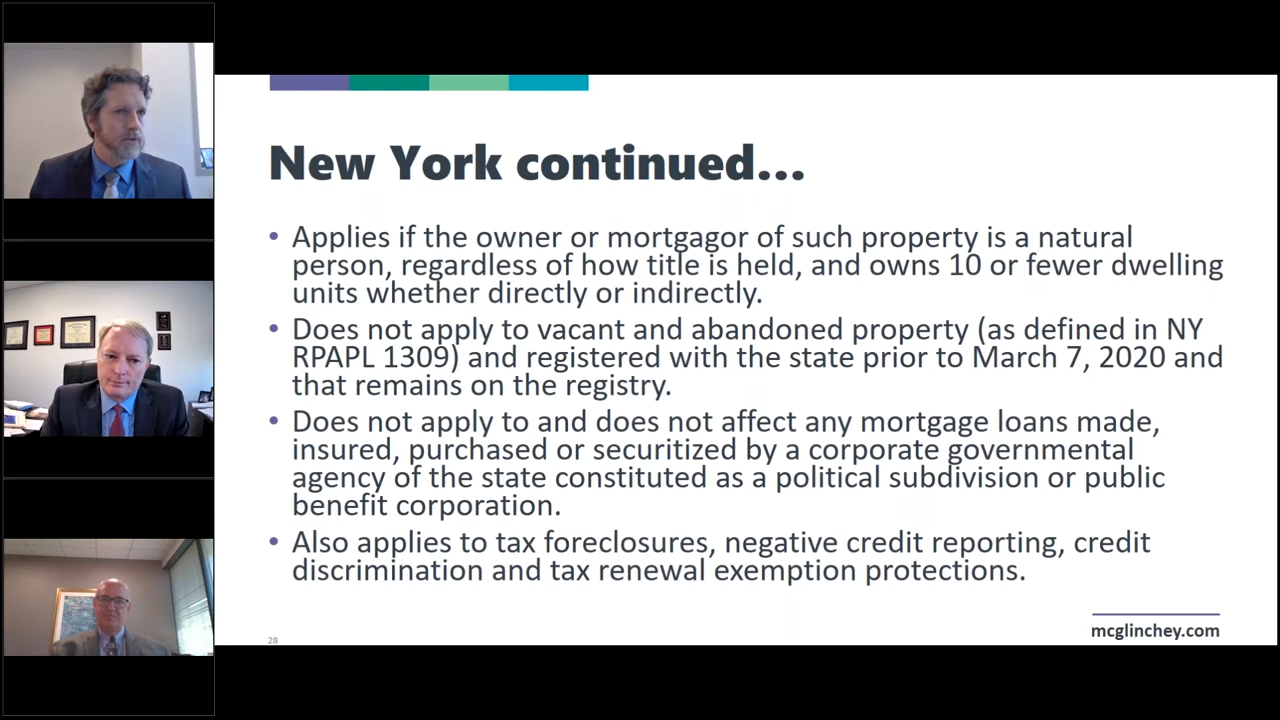 New York continued...
• Applies if the owner or mortgagor of such property is a natural
person, regardless of how title is held, and owns 10 or fewer dwelling
units whether directly or indirectly.
• Does not apply to vacant and abandoned property (as defined in NY
RPAPL 1309) and registered with the state prior to March 7, 2020 and
that remains on the registry.
• Does not apply to and does not affect any mortgage loans made,
insured, purchased or securitized by a corporate governmental
agency of the state constituted as a political subdivision or public
benefit corporation.
• Also applies to tax foreclosures, negative credit reporting, credit
discrimination and tax renewal exemption protections.
28
mcglinchey.com